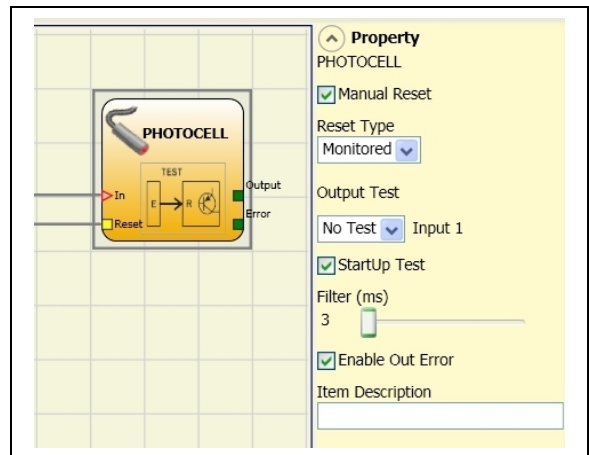 PHOTOCELL
TEST
In
E
R
Output
Error
Reset
Property
PHOTOCELL
Manual Reset
Reset Type
Monitored
Output Test
No Test Input 1
StartUp Test
Filter (ms)
3
Enable Out Error
Item Description